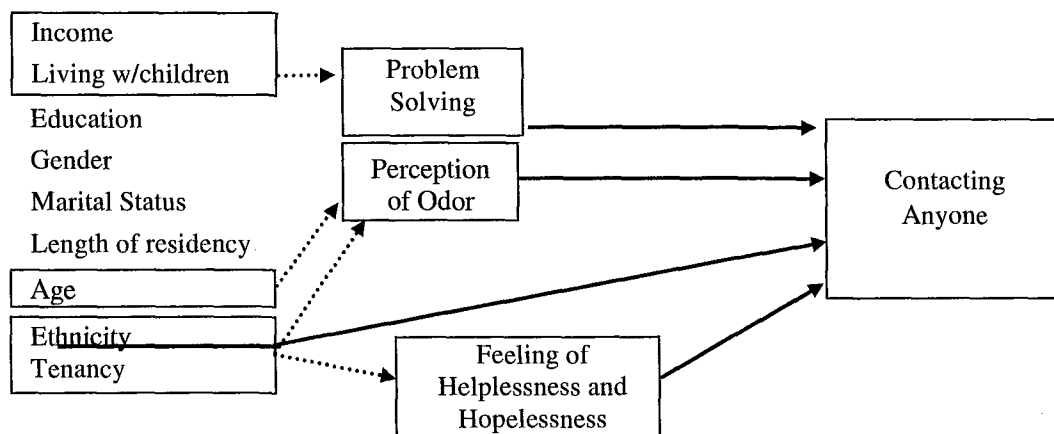 Income
Living w/children
Education
Gender
Marital Status
Length of residency
Age
Ethnicity
Tenancy
Problem
Solving
Perception
of Odor
Feeling of
Helplessness and
Hopelessness
Contacting
Anyone